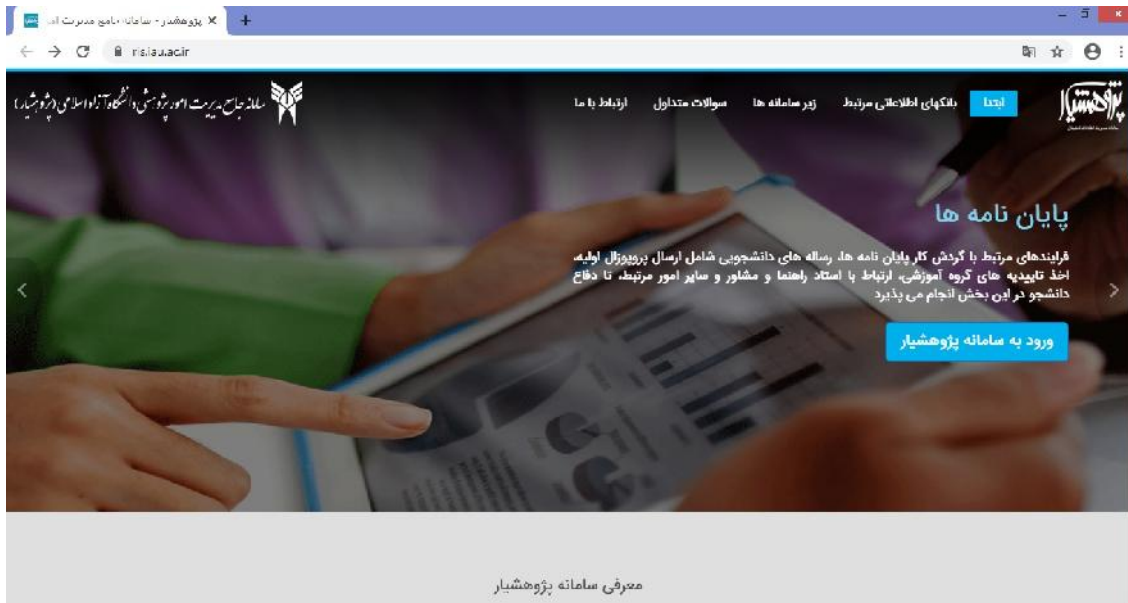 پژوهشیار - سامانه جامع مدیریت امو
ris.iau.ac.ir
پژوهشیار
ابتدا
بانکهای اطلاعاتی مرتبط
زیر سامانه ها
سوالات متداول
ارتباط با ما
سامانه جامع مدیریت امور پژوهشی دانشگاه آزاد اسلامی (پژوهشیار)
پایان نامه ها
فرایندهای مرتبط با گردش کار پایان نامه ها، رساله های دانشجویی شامل ارسال پروپوزال اولیه،
اخذ تاییدیه های گروه آموزشی، ارتباط با استاد راهنما و مشاور و سایر امور مرتبط، تا دفاع
دانشجو در این بخش انجام می پذیرد
ورود به سامانه پژوهشیار
معرفی سامانه پژوهشیار